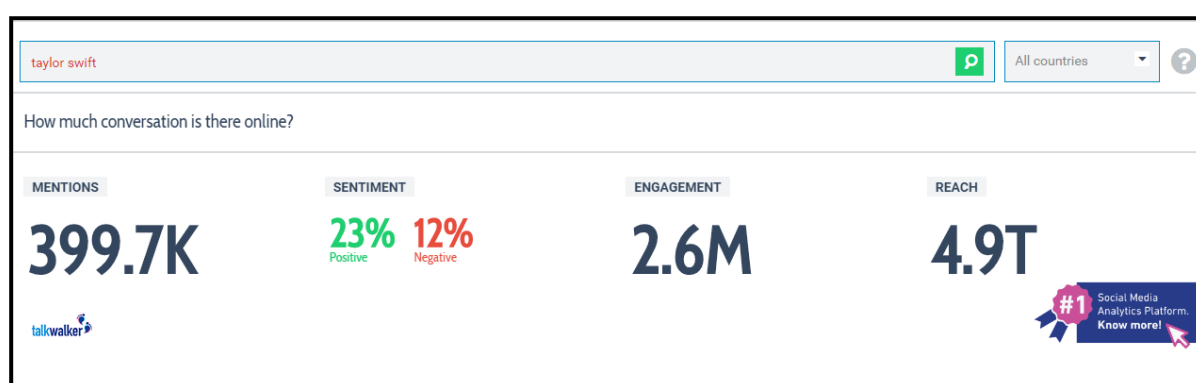 taylor swift
All countries
?
How much conversation is there online?
MENTIONS
SENTIMENT
ENGAGEMENT
REACH
399.7K
23%
12%
2.6M
4.9T
Positive
Negative
talkwalker
#1
Social Media
Analytics Platform.
Know more!